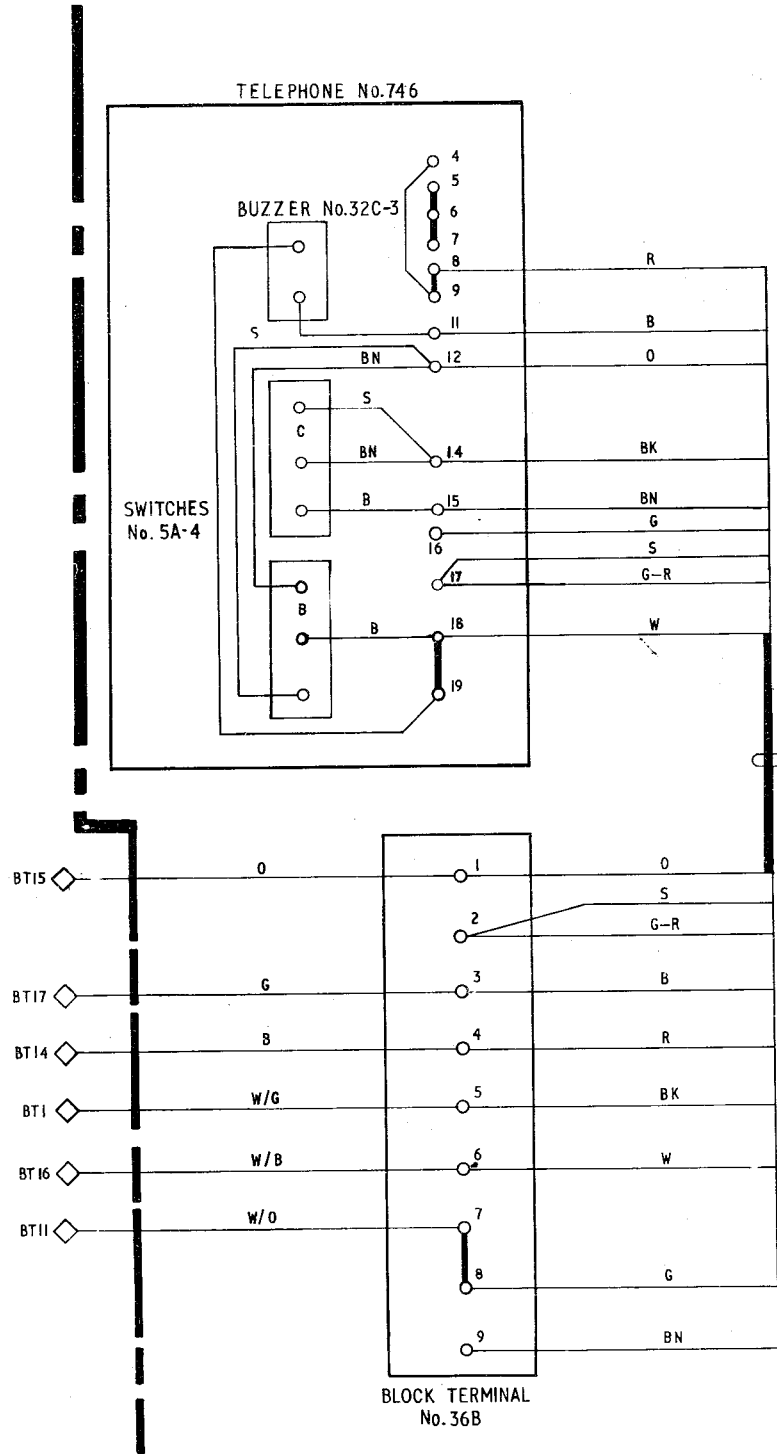 TELEPHONE No.746
4
5
BUZZER No.32C-3
6
7
8 R
9
11 B
S
12 O
BN
S
C
14 BK
BN
15 BN
B
SWITCHES
No. 5A-4
G
16
S
17 G-R
B
18 W
B
19
BT15 O 1 O
S
2 G-R
BT17 G 3 B
BT14 B 4 R
BT1 W/G 5 BK
BT16 W/B 6 W
BT11 W/O 7
8 G
9 BN
BLOCK TERMINAL
No.36B